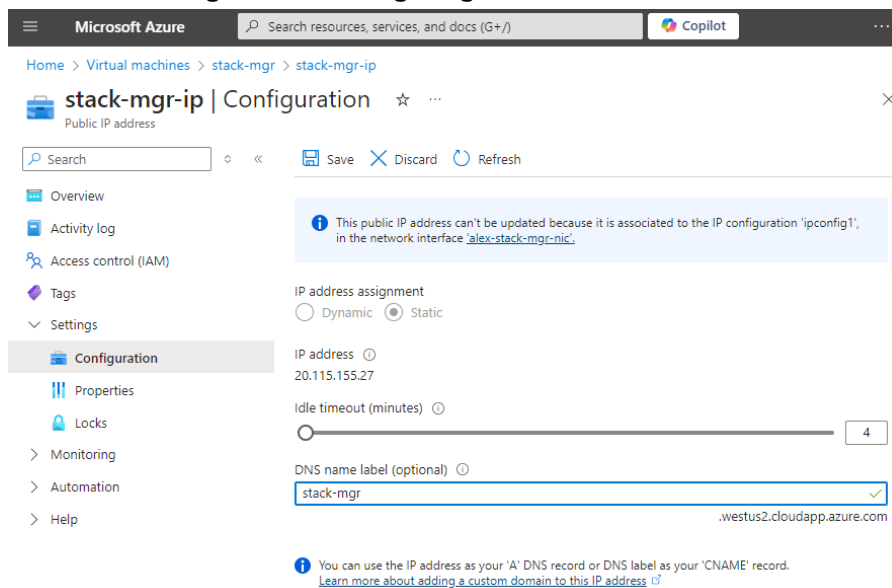 Microsoft Azure
Search resources, services, and docs (G+/)
Copilot
...
Home > Virtual machines > stack-mgr > stack-mgr-ip
stack-mgr-ip | Configuration
Public IP address
Search
Save
Discard
Refresh
Overview
Activity log
Access control (IAM)
Tags
Settings
Configuration
Properties
Locks
Monitoring
Automation
Help
This public IP address can't be updated because it is associated to the IP configuration 'ipconfig1',
in the network interface 'alex-stack-mgr-nic'.
IP address assignment
Dynamic
Static
IP address
20.115.155.27
Idle timeout (minutes)
4
DNS name label (optional)
stack-mgr
.westus2.cloudapp.azure.com
You can use the IP address as your 'A' DNS record or DNS label as your 'CNAME' record.
Learn more about adding a custom domain to this IP address